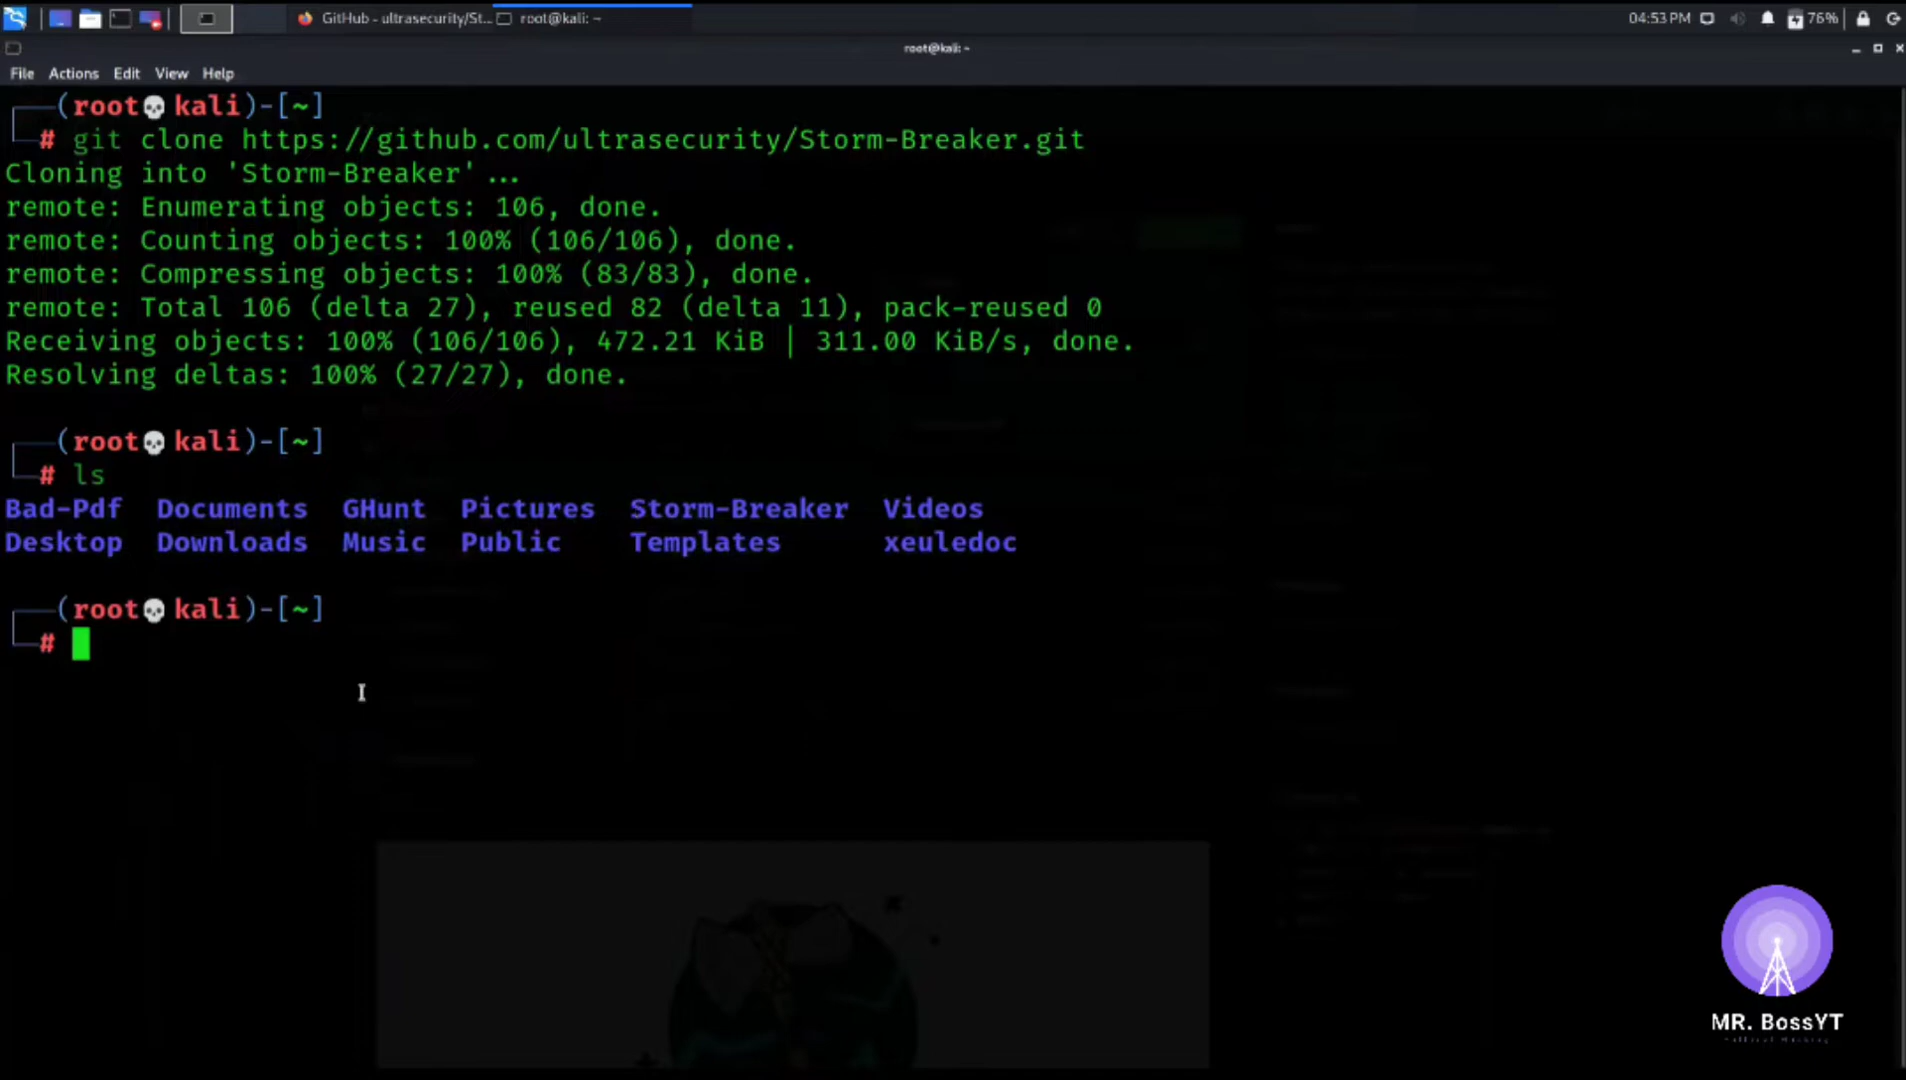 GitHub - ultrasecurity/St...
root@kali: ~
04:53 PM
76%
root@kali: ~
File Actions Edit View Help
(root💀kali)-[~]
# git clone https://github.com/ultrasecurity/Storm-Breaker.git
Cloning into 'Storm-Breaker' ...
remote: Enumerating objects: 106, done.
remote: Counting objects: 100% (106/106), done.
remote: Compressing objects: 100% (83/83), done.
remote: Total 106 (delta 27), reused 82 (delta 11), pack-reused 0
Receiving objects: 100% (106/106), 472.21 KiB | 311.00 KiB/s, done.
Resolving deltas: 100% (27/27), done.
(root💀kali)-[~]
# ls
Bad-Pdf Documents GHunt Pictures Storm-Breaker Videos
Desktop Downloads Music Public Templates xeuledoc
(root💀kali)-[~]
#
MR. BossYT